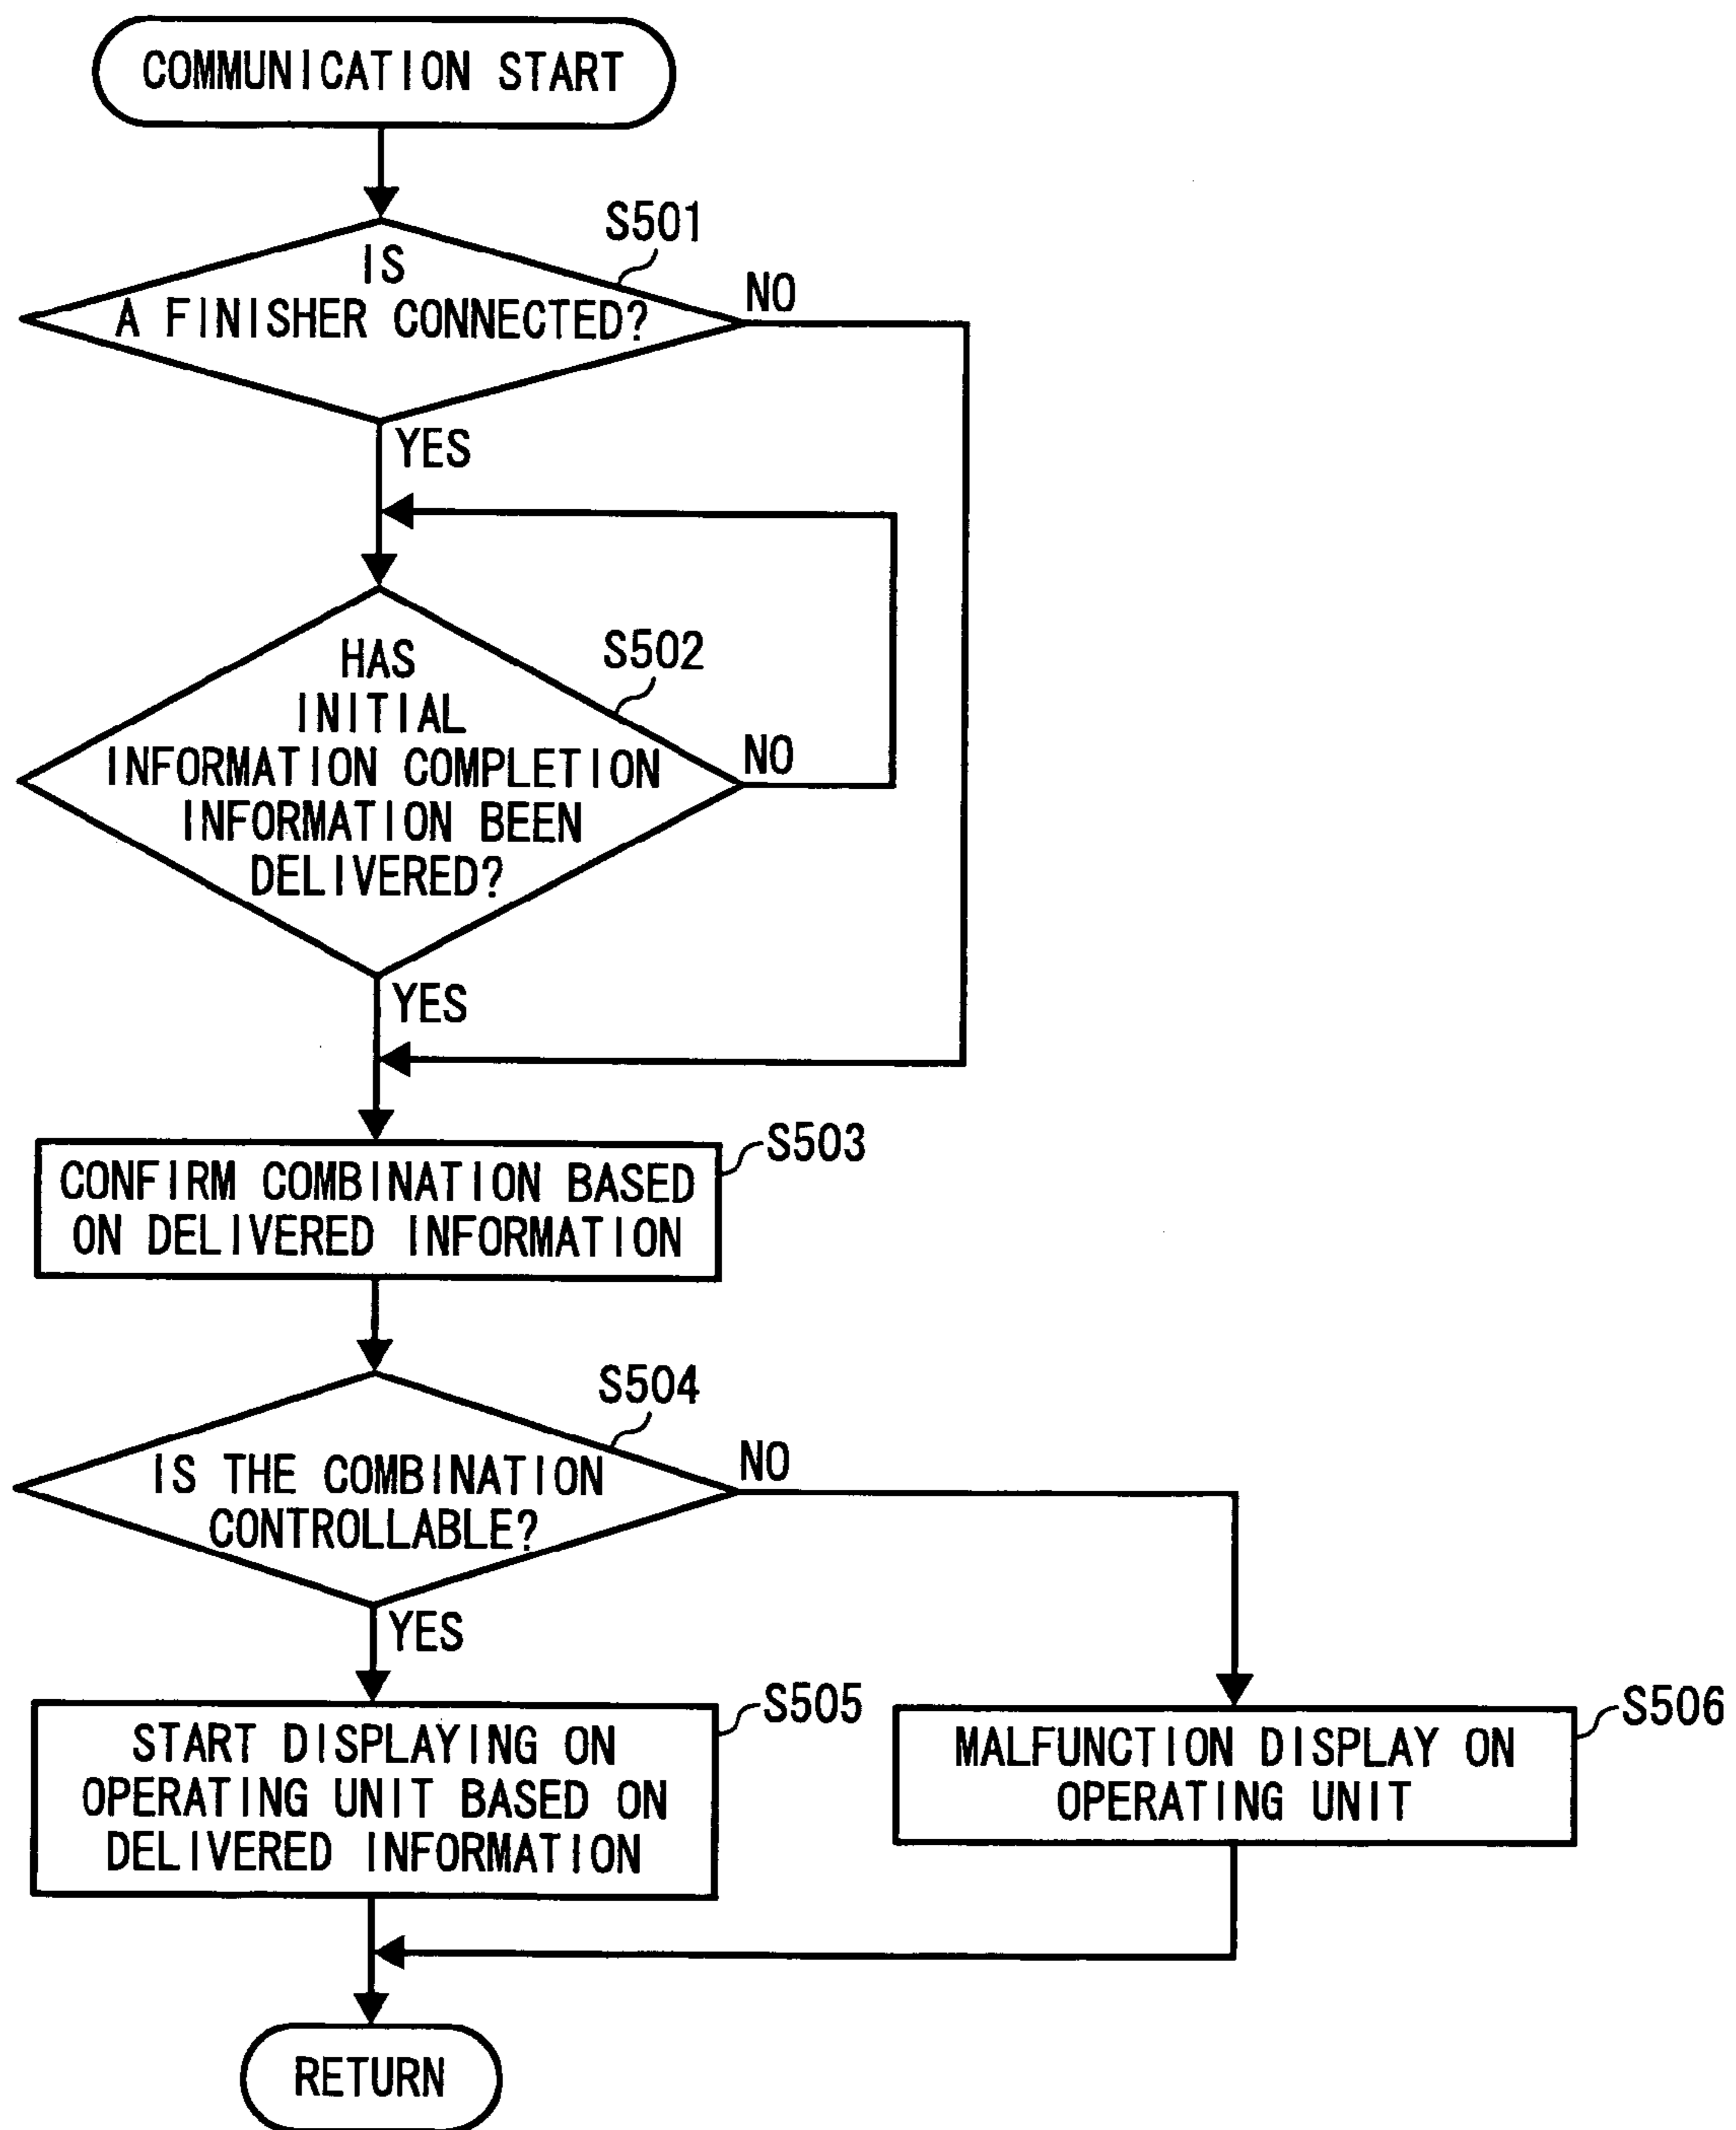 COMMUNICATION START
S501
IS
A FINISHER CONNECTED?
NO
YES
S502
HAS
INITIAL
INFORMATION COMPLETION
INFORMATION BEEN
DELIVERED?
NO
YES
S503
CONFIRM COMBINATION BASED
ON DELIVERED INFORMATION
S504
IS THE COMBINATION
CONTROLLABLE?
NO
YES
S505
START DISPLAYING ON
OPERATING UNIT BASED ON
DELIVERED INFORMATION
S506
MALFUNCTION DISPLAY ON
OPERATING UNIT
RETURN